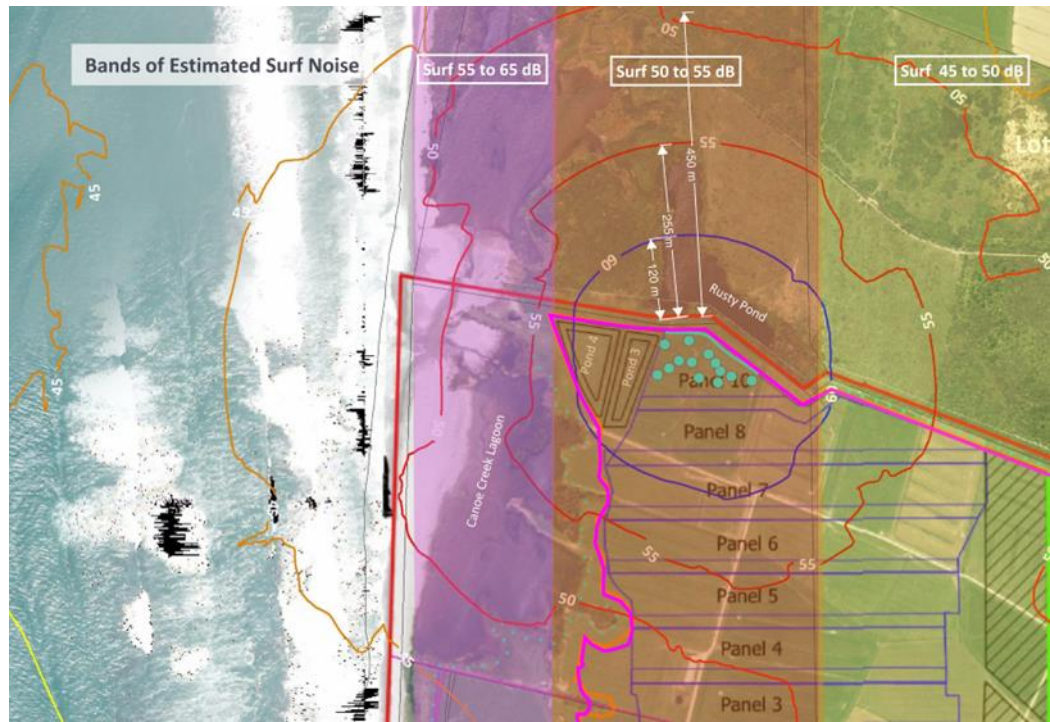 Bands of Estimated Surf Noise
Surf 55 to 65 dB
Surf 50 to 55 dB
Surf 45 to 50 dB
50
50
50
50
Lot
45
45
45
55
55
55
55
55
60
450 m
255 m
120 m
Rusty Pond
Pond 4
Pond 3
Canoe Creek Lagoon
Panel 10
Panel 8
Panel 7
Panel 6
Panel 5
Panel 4
Panel 3
50
50
50